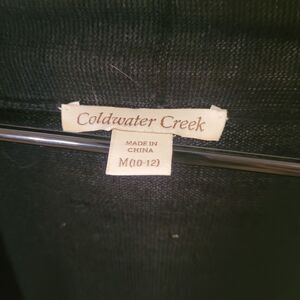 Coldwater Creek
MADE IN
CHINA
M(10-12)